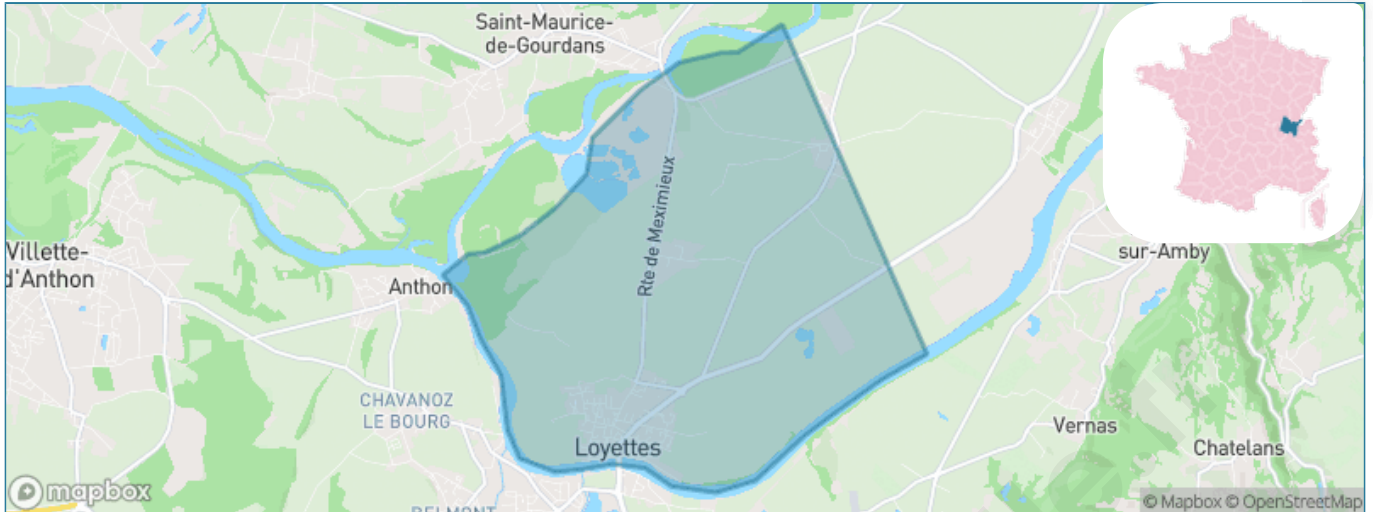 Saint-Maurice-
de-Gourdans
Rte de Meximieux
Villette-
d'Anthon
Anthon
sur-Amby
CHAVANOZ
LE BOURG
Loyettes
Vernas
Chatelans
BELMONT
mapbox
© Mapbox © OpenStreetMap